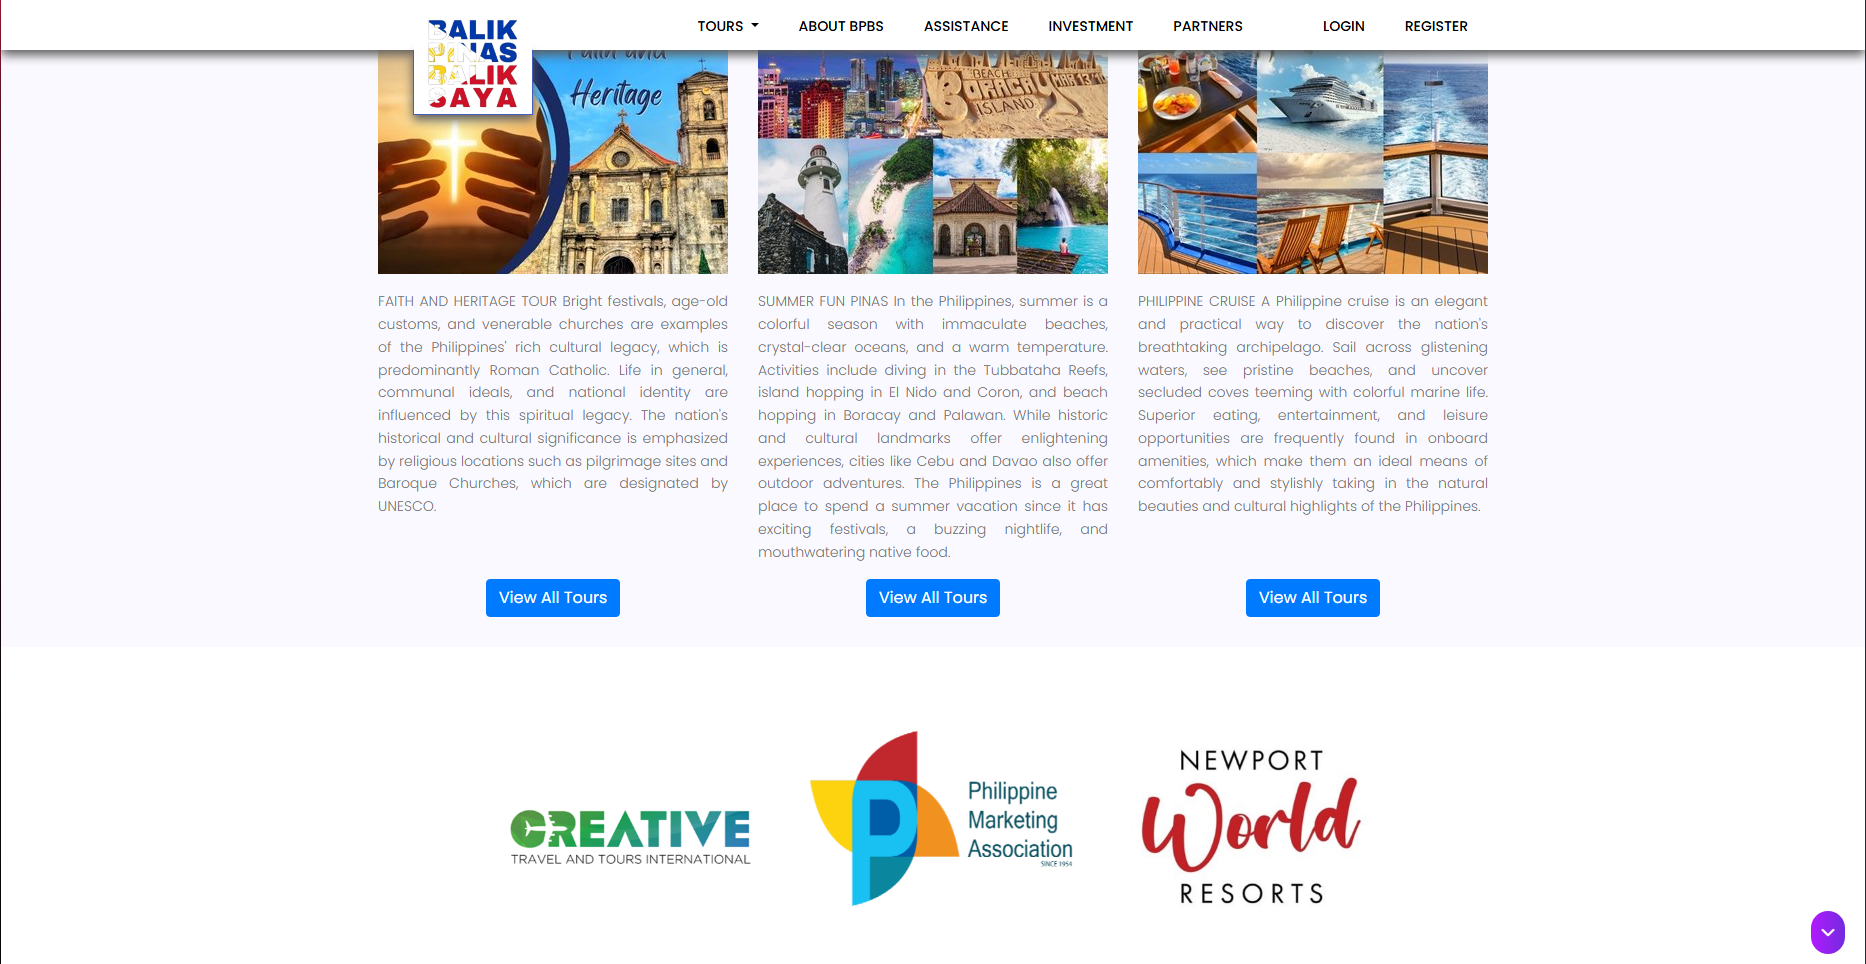 TOURS ABOUT BPBS ASSISTANCE INVESTMENT PARTNERS LOGIN REGISTER
BALIK
PINAS
BALIK
SAYA
Faith and
Heritage
BEACH
BORACAY
ISLAND
FAITH AND HERITAGE TOUR Bright festivals, age-old
customs, and venerable churches are examples
of the Philippines' rich cultural legacy, which is
predominantly Roman Catholic. Life in general,
communal ideals, and national identity are
influenced by this spiritual legacy. The nation's
historical and cultural significance is emphasized
by religious locations such as pilgrimage sites and
Baroque Churches, which are designated by
UNESCO.
View All Tours
SUMMER FUN PINAS In the Philippines, summer is a
colorful season with immaculate beaches,
crystal-clear oceans, and a warm temperature.
Activities include diving in the Tubbataha Reefs,
island hopping in El Nido and Coron, and beach
hopping in Boracay and Palawan. While historic
and cultural landmarks offer enlightening
experiences, cities like Cebu and Davao also offer
outdoor adventures. The Philippines is a great
place to spend a summer vacation since it has
exciting festivals, a buzzing nightlife, and
mouthwatering native food.
View All Tours
PHILIPPINE CRUISE A Philippine cruise is an elegant
and practical way to discover the nation's
breathtaking archipelago. Sail across glistening
waters, see pristine beaches, and uncover
secluded coves teeming with colorful marine life.
Superior eating, entertainment, and leisure
opportunities are frequently found in onboard
amenities, which make them an ideal means of
comfortably and stylishly taking in the natural
beauties and cultural highlights of the Philippines.
View All Tours
CREATIVE
TRAVEL AND TOURS INTERNATIONAL
Philippine
Marketing
Association
SINCE 1954
NEWPORT
World
RESORTS